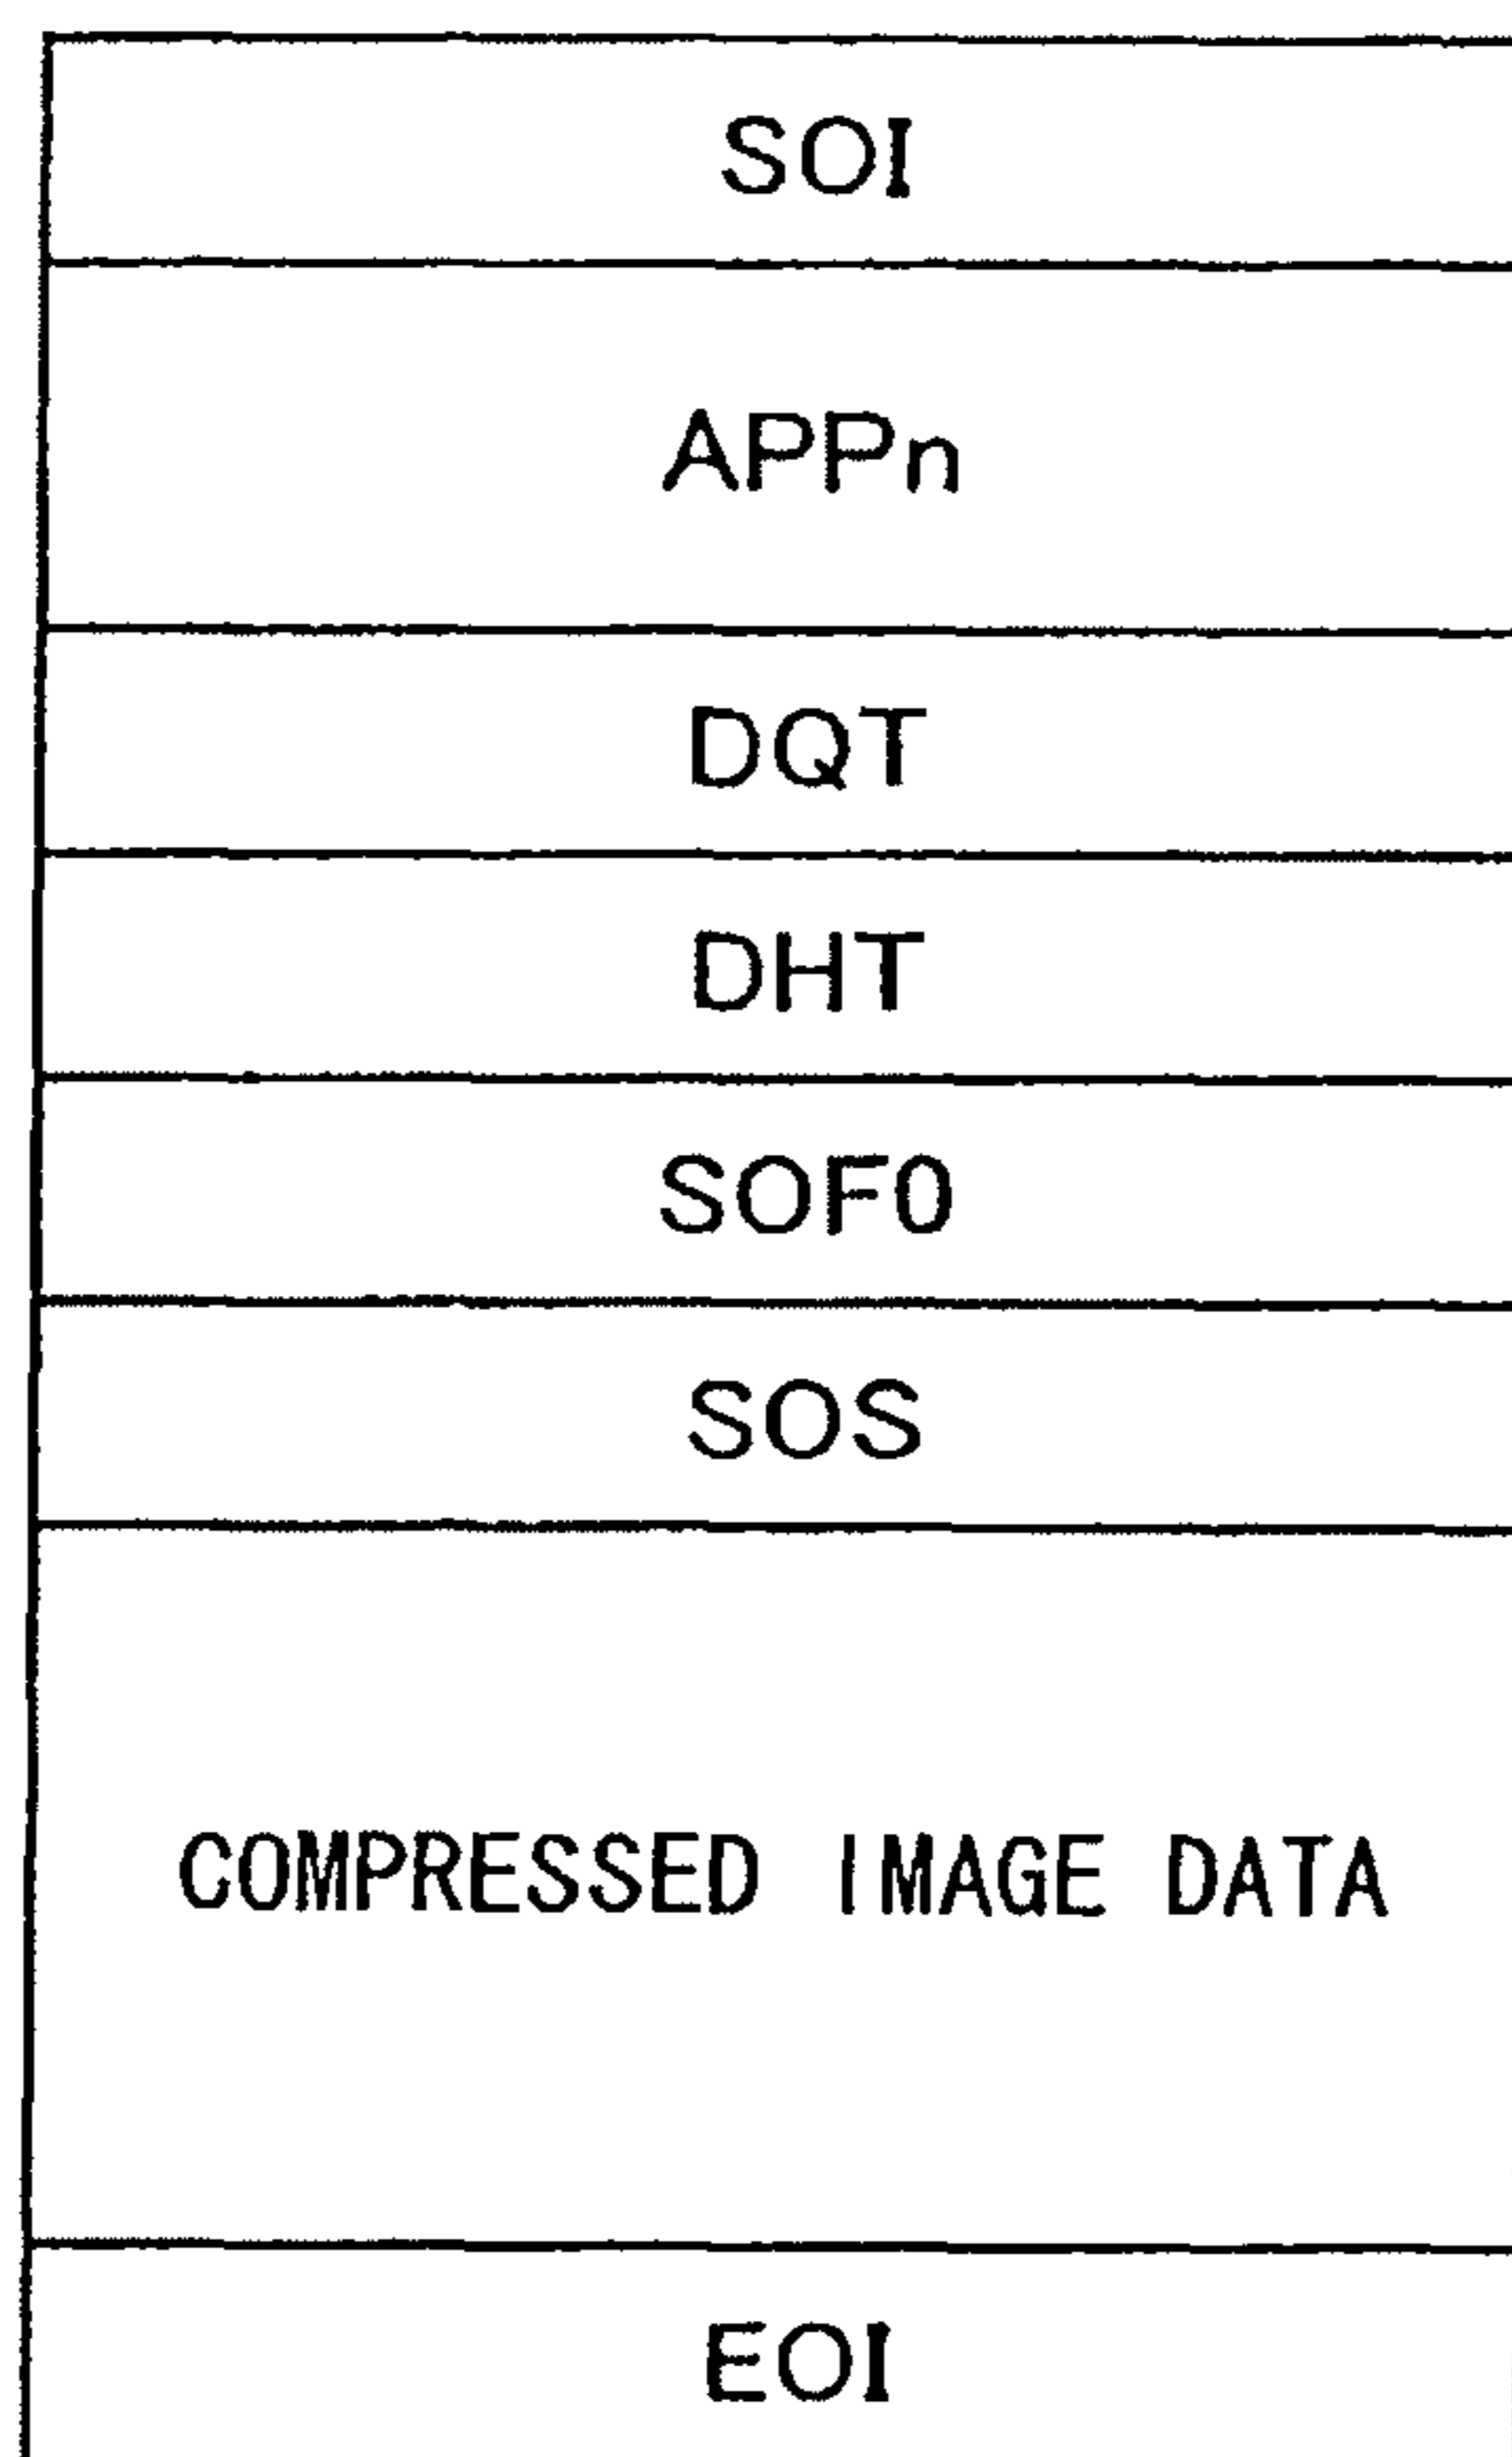 SOI
APPn
DQT
DHT
SOF0
SOS
COMPRESSED IMAGE DATA
EOI